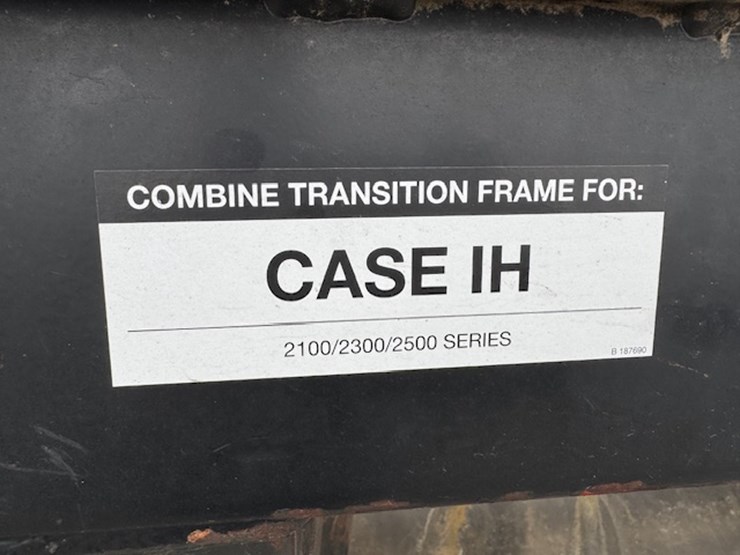 COMBINE TRANSITION FRAME FOR:
CASE IH
2100/2300/2500 SERIES
B 187690